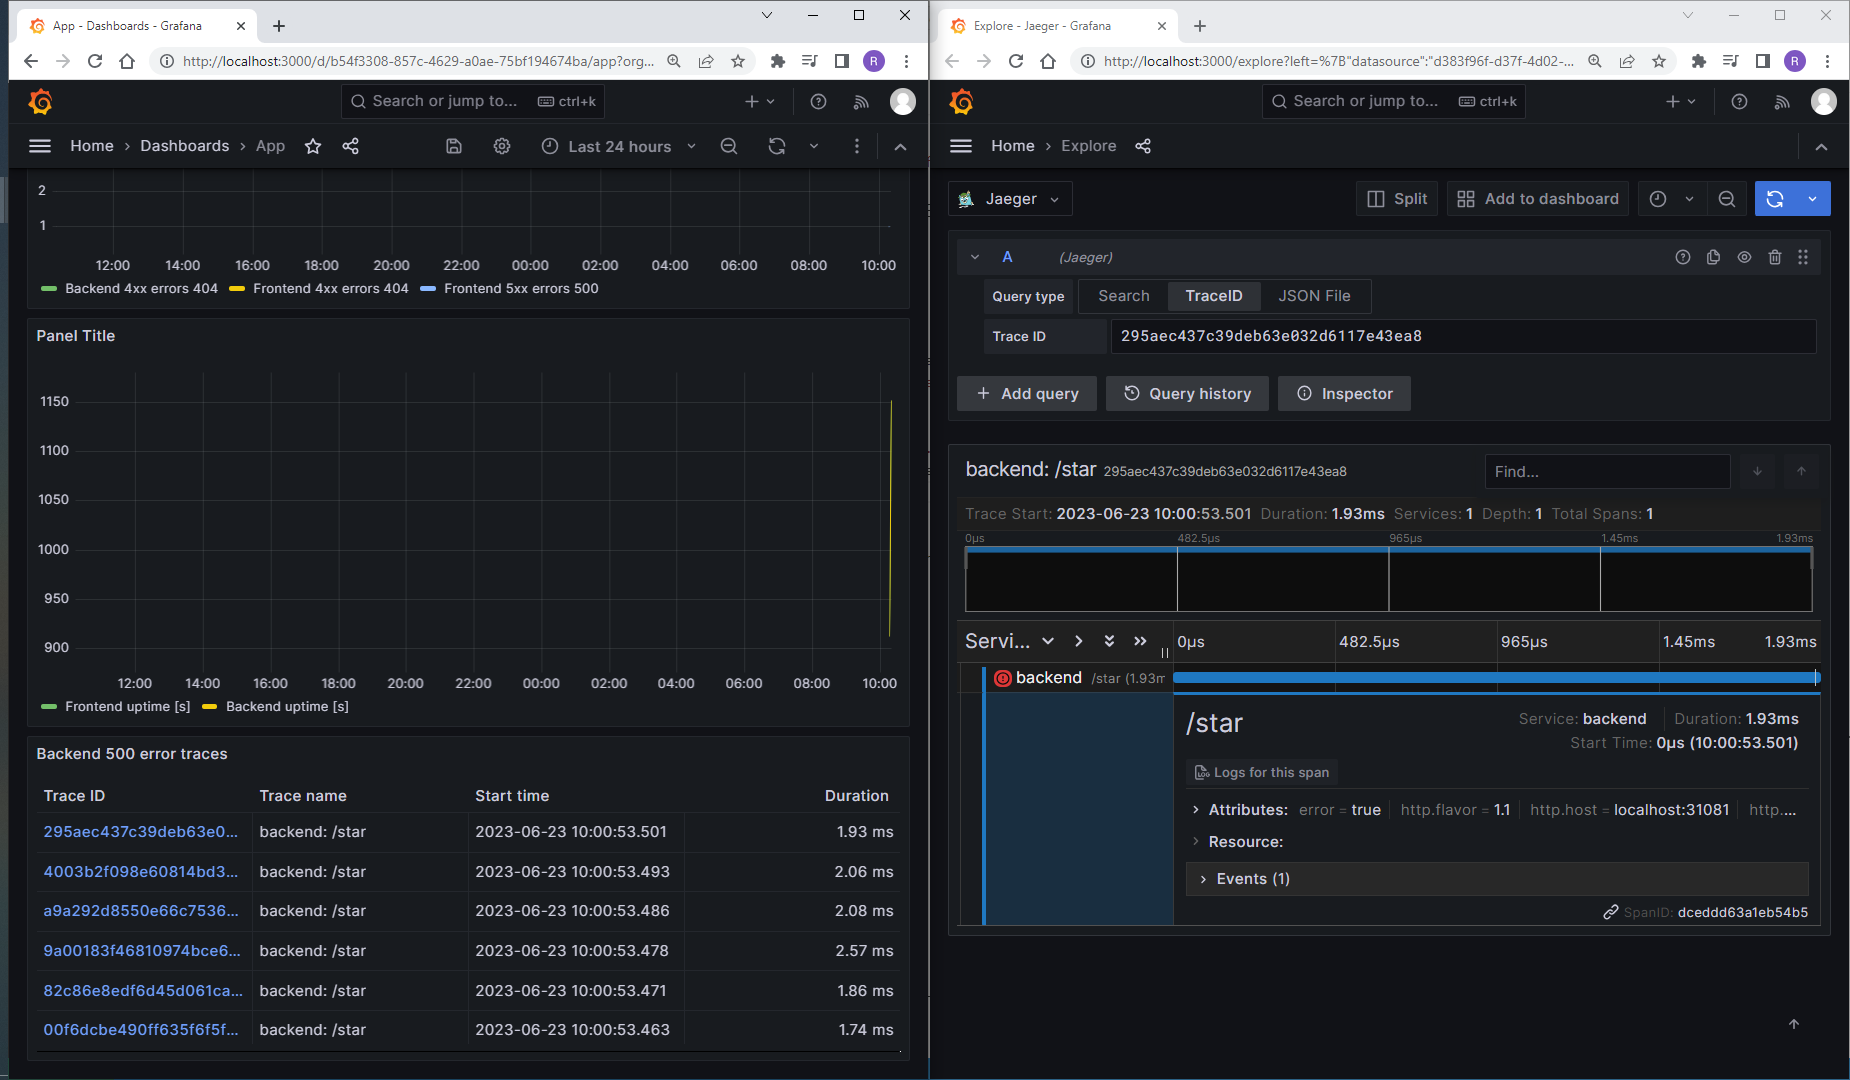 App - Dashboards - Grafana
http://localhost:3000/d/b54f3308-857c-4629-a0ae-75bf194674ba/app?org...
R
Search or jump to...
ctrl+k
Home › Dashboards › App
Last 24 hours
2
1
12:00 14:00 16:00 18:00 20:00 22:00 00:00 02:00 04:00 06:00 08:00 10:00
Backend 4xx errors 404 Frontend 4xx errors 404 Frontend 5xx errors 500
Panel Title
1150
1100
1050
1000
950
900
12:00 14:00 16:00 18:00 20:00 22:00 00:00 02:00 04:00 06:00 08:00 10:00
Frontend uptime [s] Backend uptime [s]
Backend 500 error traces
Trace ID Trace name Start time Duration
295aec437c39deb63e0... backend: /star 2023-06-23 10:00:53.501 1.93 ms
4003b2f098e60814bd3... backend: /star 2023-06-23 10:00:53.493 2.06 ms
a9a292d8550e66c7536... backend: /star 2023-06-23 10:00:53.486 2.08 ms
9a00183f46810974bce6... backend: /star 2023-06-23 10:00:53.478 2.57 ms
82c86e8edf6d45d061ca... backend: /star 2023-06-23 10:00:53.471 1.86 ms
00f6dcbe490ff635f6f5f... backend: /star 2023-06-23 10:00:53.463 1.74 ms
Explore - Jaeger - Grafana
http://localhost:3000/explore?left=%7B"datasource":"d383f96f-d37f-4d02-...
R
Search or jump to...
ctrl+k
Home › Explore
Jaeger
Split
Add to dashboard
A (Jaeger)
Query type Search TraceID JSON File
Trace ID 295aec437c39deb63e032d6117e43ea8
+ Add query
Query history
Inspector
backend: /star 295aec437c39deb63e032d6117e43ea8
Find...
Trace Start: 2023-06-23 10:00:53.501 Duration: 1.93ms Services: 1 Depth: 1 Total Spans: 1
0μs 482.5μs 965μs 1.45ms 1.93ms
Servi... 0μs 482.5μs 965μs 1.45ms 1.93ms
backend /star (1.93m
/star
Service: backend Duration: 1.93ms
Start Time: 0μs (10:00:53.501)
Logs for this span
Attributes: error = true http.flavor = 1.1 http.host = localhost:31081 http....
Resource:
Events (1)
SpanID: dceddd63a1eb54b5